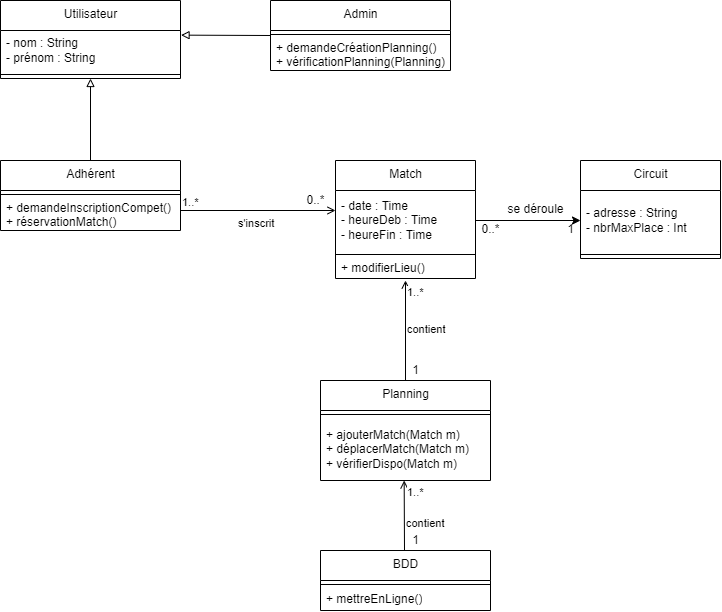 Utilisateur
- nom : String
- prénom : String
Admin
+ demandeCréationPlanning()
+ vérificationPlanning(Planning)
Adhérent
+ demandeInscriptionCompet()
+ réservationMatch()
1..*
0..*
s'inscrit
Match
- date : Time
- heureDeb : Time
- heureFin : Time
+ modifierLieu()
se déroule
0..*
1
Circuit
- adresse : String
- nbrMaxPlace : Int
1..*
contient
1
Planning
+ ajouterMatch(Match m)
+ déplacerMatch(Match m)
+ vérifierDispo(Match m)
1..*
contient
1
BDD
+ mettreEnLigne()